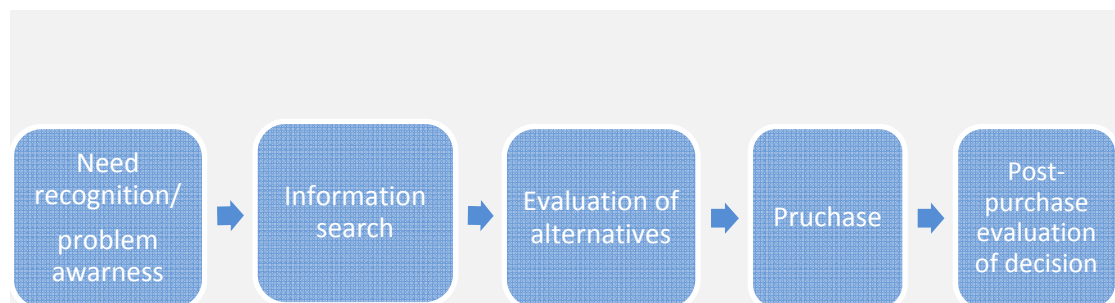 Need
recognition/
problem
awarness
Information
search
Evaluation of
alternatives
Pruchase
Post-
purchase
evaluation
of decision